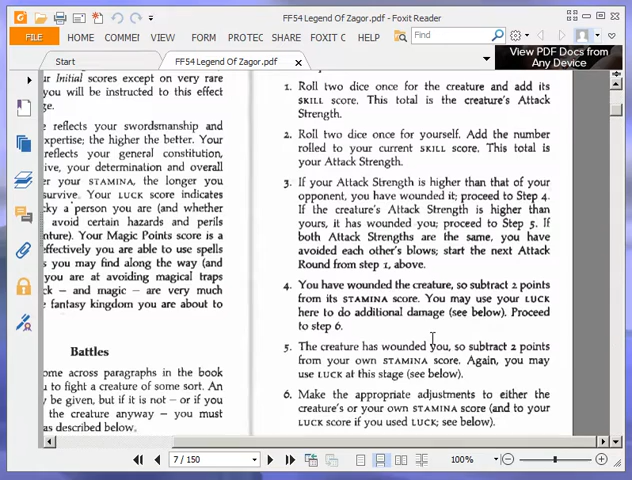 FF54 Legend Of Zagor.pdf - Foxit Reader
FILE
HOME
COMMEI
VIEW
FORM
PROTEC
SHARE
FOXIT C
HELP
Find
Start
FF54 Legend Of Zagor.pdf
View PDF Docs from
Any Device
ur Initial scores except on very rare
you will be instructed to this effect
ge.
e reflects your swordsmanship and
expertise; the higher the better. Your
reflects your general constitution,
ive, your determination and overall
er your STAMINA, the longer you
survive. Your LUCK score indicates
cky a person you are (and whether
avoid certain hazards and perils
nture). Your Magic Points score is a
effectively you are able to use spells
s you may find along the way (and
you are at avoiding magical traps
ck – and magic – are very much
e fantasy kingdom you are about to
Battles
ome across paragraphs in the book
u to fight a creature of some sort. An
y be given, but if it is not – or if you
k the creature anyway – you must
as described below.
1. Roll two dice once for the creature and add its
SKILL score. This total is the creature's Attack
Strength.
2. Roll two dice once for yourself. Add the number
rolled to your current SKILL score. This total is
your Attack Strength.
3. If your Attack Strength is higher than that of your
opponent, you have wounded it; proceed to Step 4.
If the creature's Attack Strength is higher than
yours, it has wounded you; proceed to Step 5. If
both Attack Strengths are the same, you have
avoided each other's blows; start the next Attack
Round from step 1, above.
4. You have wounded the creature, so subtract 2 points
from its STAMINA score. You may use your LUCK
here to do additional damage (see below). Proceed
to step 6.
5. The creature has wounded you, so subtract 2 points
from your own STAMINA score. Again, you may
use LUCK at this stage (see below).
6. Make the appropriate adjustments to either the
creature's or your own STAMINA score (and to your
LUCK score if you used LUCK; see below).
7 / 150
100%